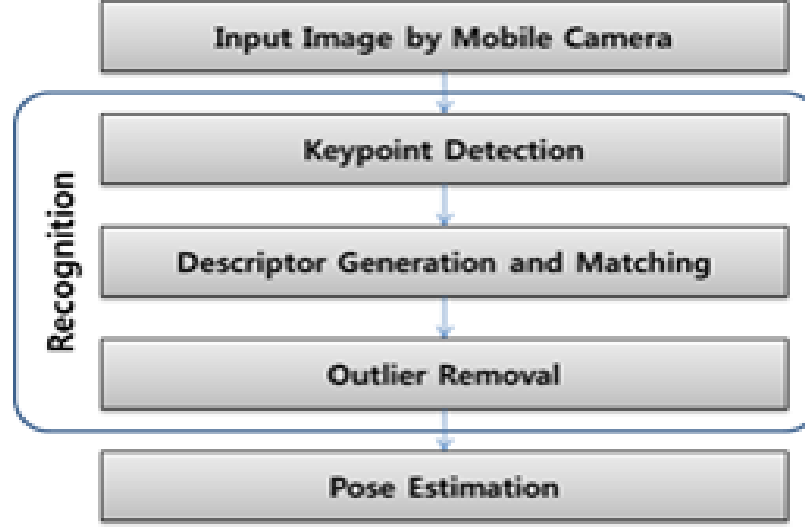 Input Image by Mobile Camera
Recognition
Keypoint Detection
Descriptor Generation and Matching
Outlier Removal
Pose Estimation